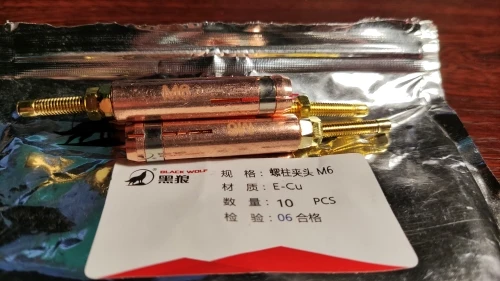 M6
BLACK WOLF
黑狼
规 格: 螺柱夹头 M6
材 质: E-Cu
数 量: 10 PCS
检 验: 06 合格